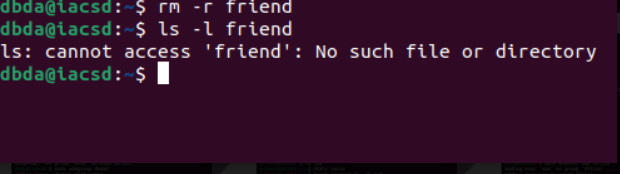 dbda@iacsd:~$ rm -r friend
dbda@iacsd:~$ ls -l friend
ls: cannot access 'friend': No such file or directory
dbda@iacsd:~$